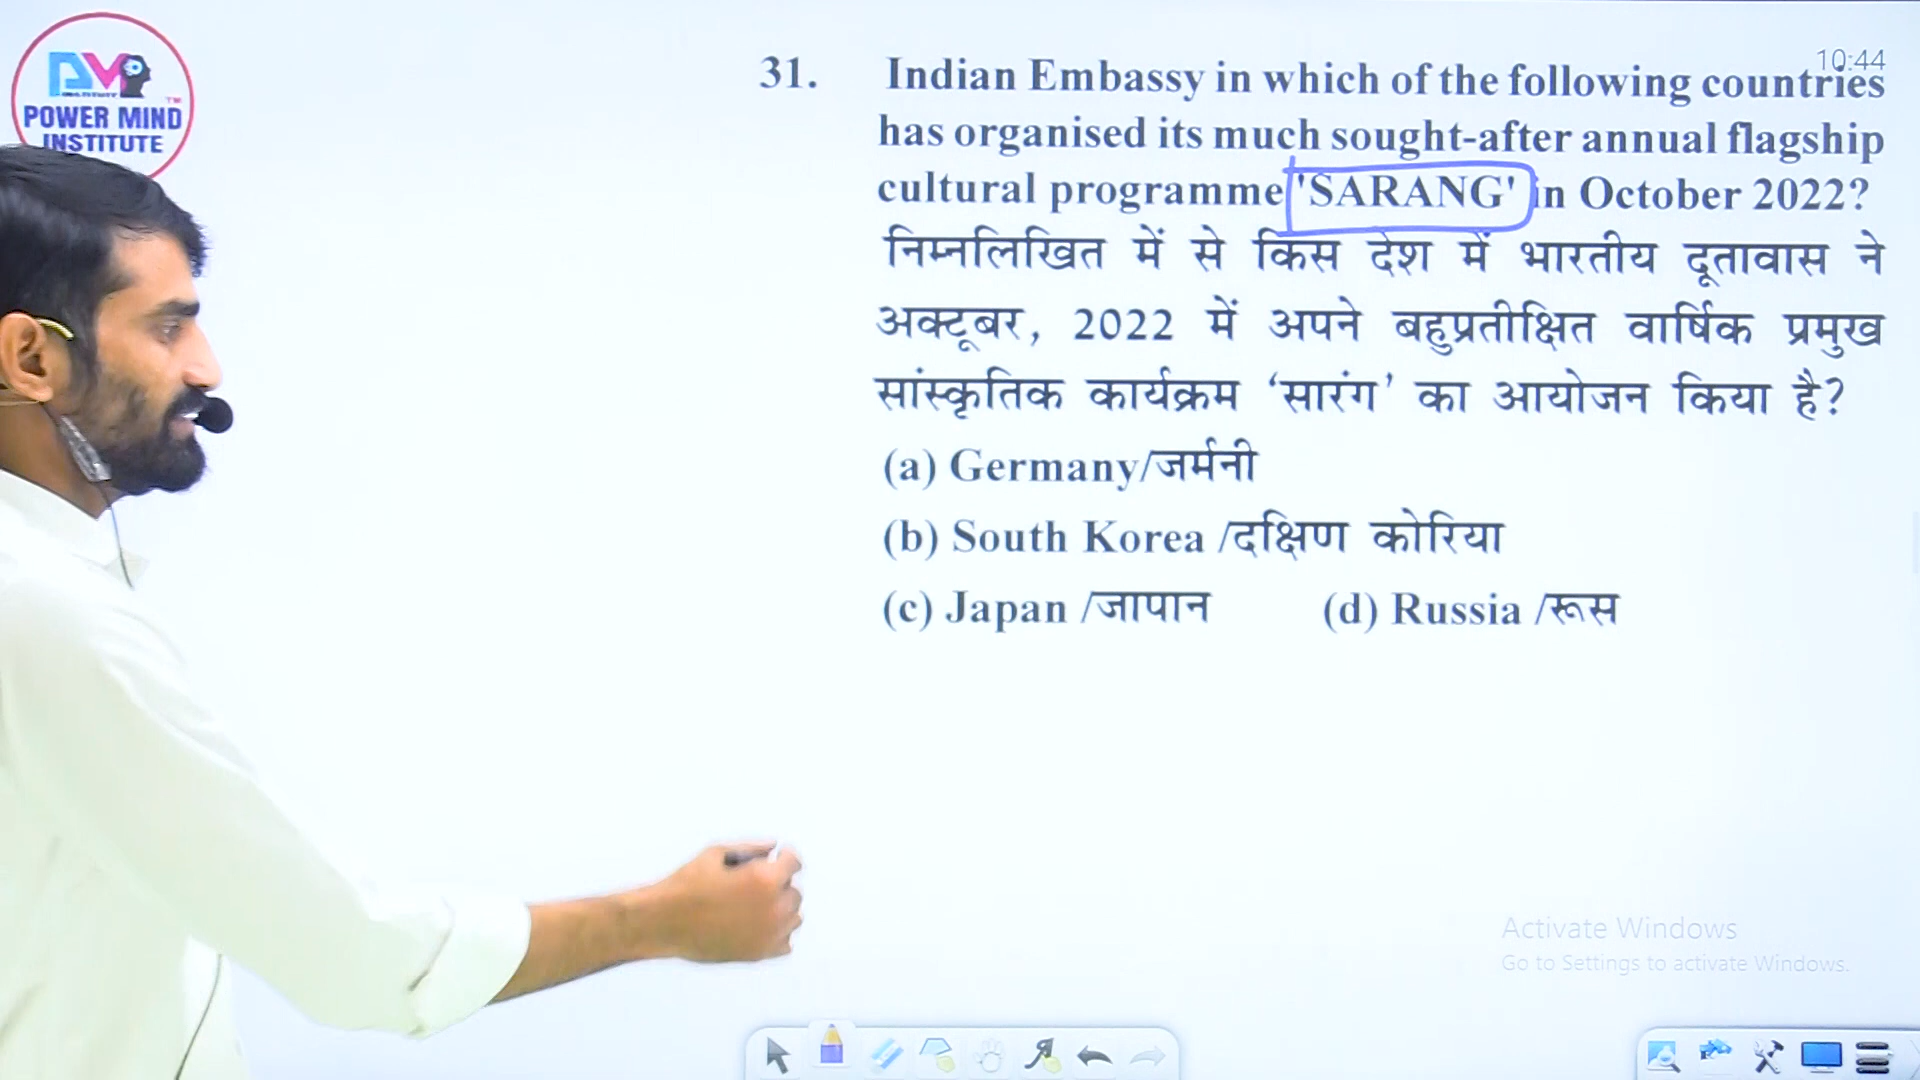 PM
INSTITUTE
POWER MIND
TM
INSTITUTE
10:44
31. Indian Embassy in which of the following countries
has organised its much sought-after annual flagship
cultural programme 'SARANG' in October 2022?
निम्नलिखित में से किस देश में भारतीय दूतावास ने
अक्टूबर, 2022 में अपने बहुप्रतीक्षित वार्षिक प्रमुख
सांस्कृतिक कार्यक्रम ‘सारंग’ का आयोजन किया है?
(a) Germany/जर्मनी
(b) South Korea /दक्षिण कोरिया
(c) Japan /जापान (d) Russia /रूस
Activate Windows
Go to Settings to activate Windows.